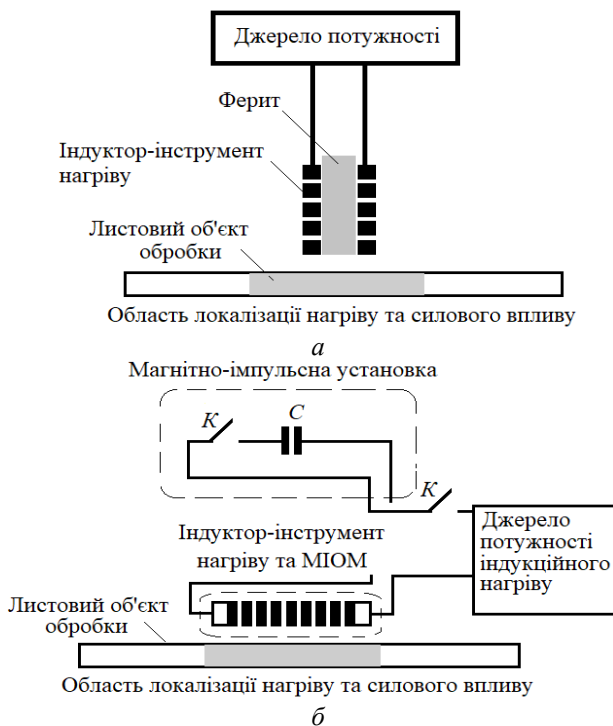 Джерело потужності
Ферит
Індуктор-інструмент
нагріву
Листовий об'єкт
обробки
Область локалізації нагріву та силового впливу
а
Магнітно-імпульсна установка
К
С
К
Індуктор-інструмент
нагріву та МІОМ
Джерело
потужності
індукційного
нагріву
Листовий об'єкт
обробки
Область локалізації нагріву та силового впливу
б